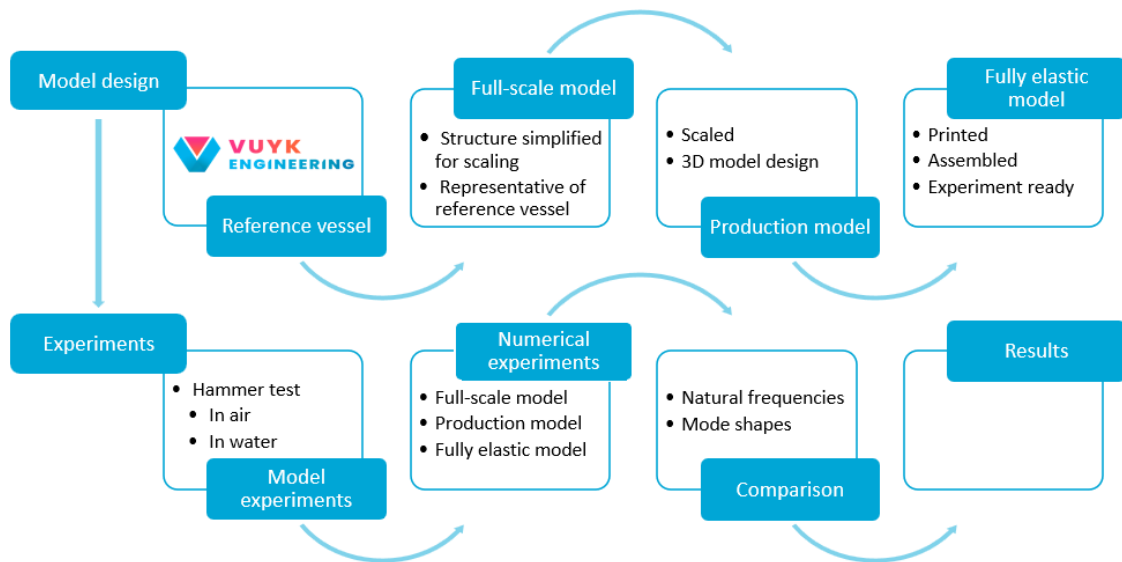 Model design
VUYK
ENGINEERING
Reference vessel
Full-scale model
• Structure simplified
for scaling
• Representative of
reference vessel
• Scaled
• 3D model design
Production model
Fully elastic
model
• Printed
• Assembled
• Experiment ready
Experiments
• Hammer test
• In air
• In water
Model
experiments
Numerical
experiments
• Full-scale model
• Production model
• Fully elastic model
• Natural frequencies
• Mode shapes
Comparison
Results